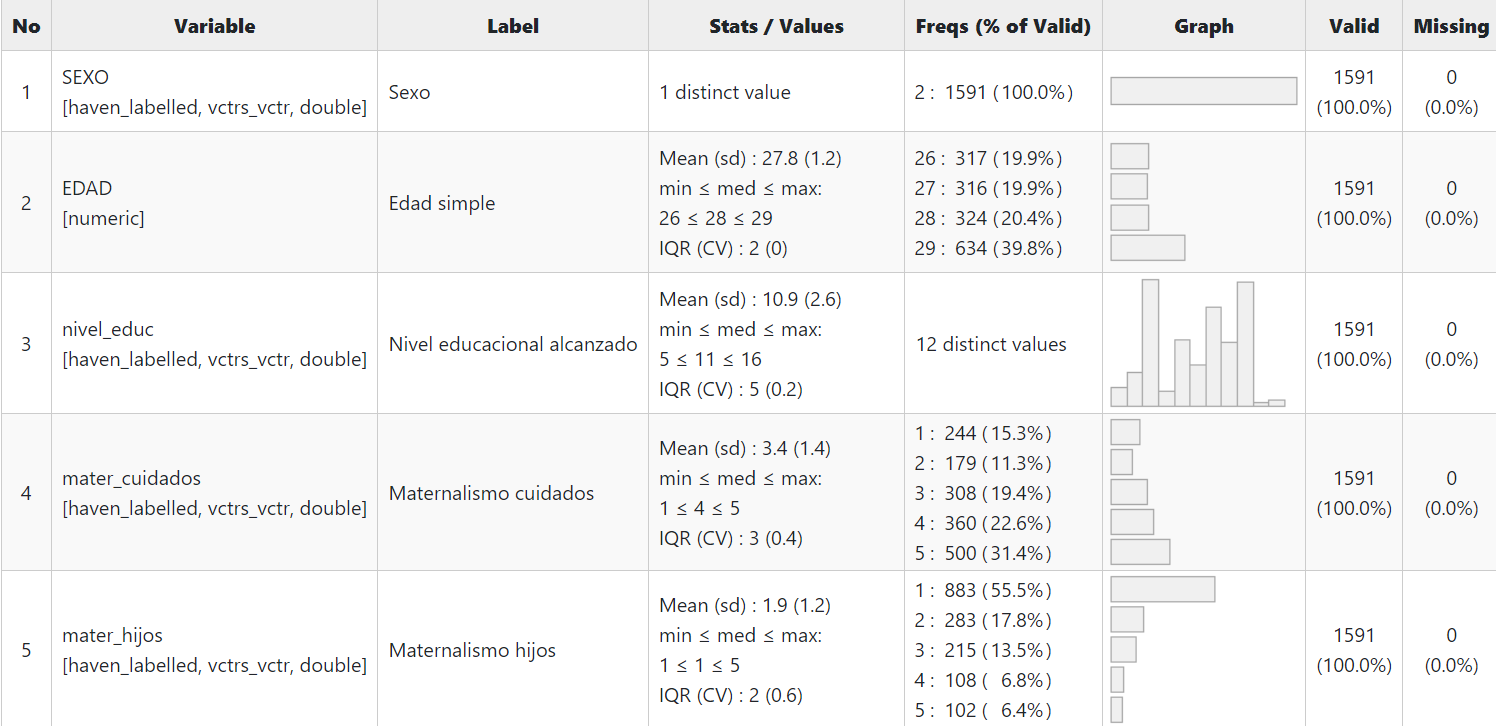 No Variable Label Stats / Values Freqs (% of Valid) Graph Valid Missing
1
SEXO
[haven_labelled, vctrs_vctr, double]
Sexo
1 distinct value
2 : 1591 (100.0%)
1591
(100.0%)
0
(0.0%)
2
EDAD
[numeric]
Edad simple
Mean (sd) : 27.8 (1.2)
min ≤ med ≤ max:
26 ≤ 28 ≤ 29
IQR (CV) : 2 (0)
26 : 317 (19.9%)
27 : 316 (19.9%)
28 : 324 (20.4%)
29 : 634 (39.8%)
1591
(100.0%)
0
(0.0%)
3
nivel_educ
[haven_labelled, vctrs_vctr, double]
Nivel educacional alcanzado
Mean (sd) : 10.9 (2.6)
min ≤ med ≤ max:
5 ≤ 11 ≤ 16
IQR (CV) : 5 (0.2)
12 distinct values
1591
(100.0%)
0
(0.0%)
4
mater_cuidados
[haven_labelled, vctrs_vctr, double]
Maternalismo cuidados
Mean (sd) : 3.4 (1.4)
min ≤ med ≤ max:
1 ≤ 4 ≤ 5
IQR (CV) : 3 (0.4)
1 : 244 (15.3%)
2 : 179 (11.3%)
3 : 308 (19.4%)
4 : 360 (22.6%)
5 : 500 (31.4%)
1591
(100.0%)
0
(0.0%)
5
mater_hijos
[haven_labelled, vctrs_vctr, double]
Maternalismo hijos
Mean (sd) : 1.9 (1.2)
min ≤ med ≤ max:
1 ≤ 1 ≤ 5
IQR (CV) : 2 (0.6)
1 : 883 (55.5%)
2 : 283 (17.8%)
3 : 215 (13.5%)
4 : 108 ( 6.8%)
5 : 102 ( 6.4%)
1591
(100.0%)
0
(0.0%)